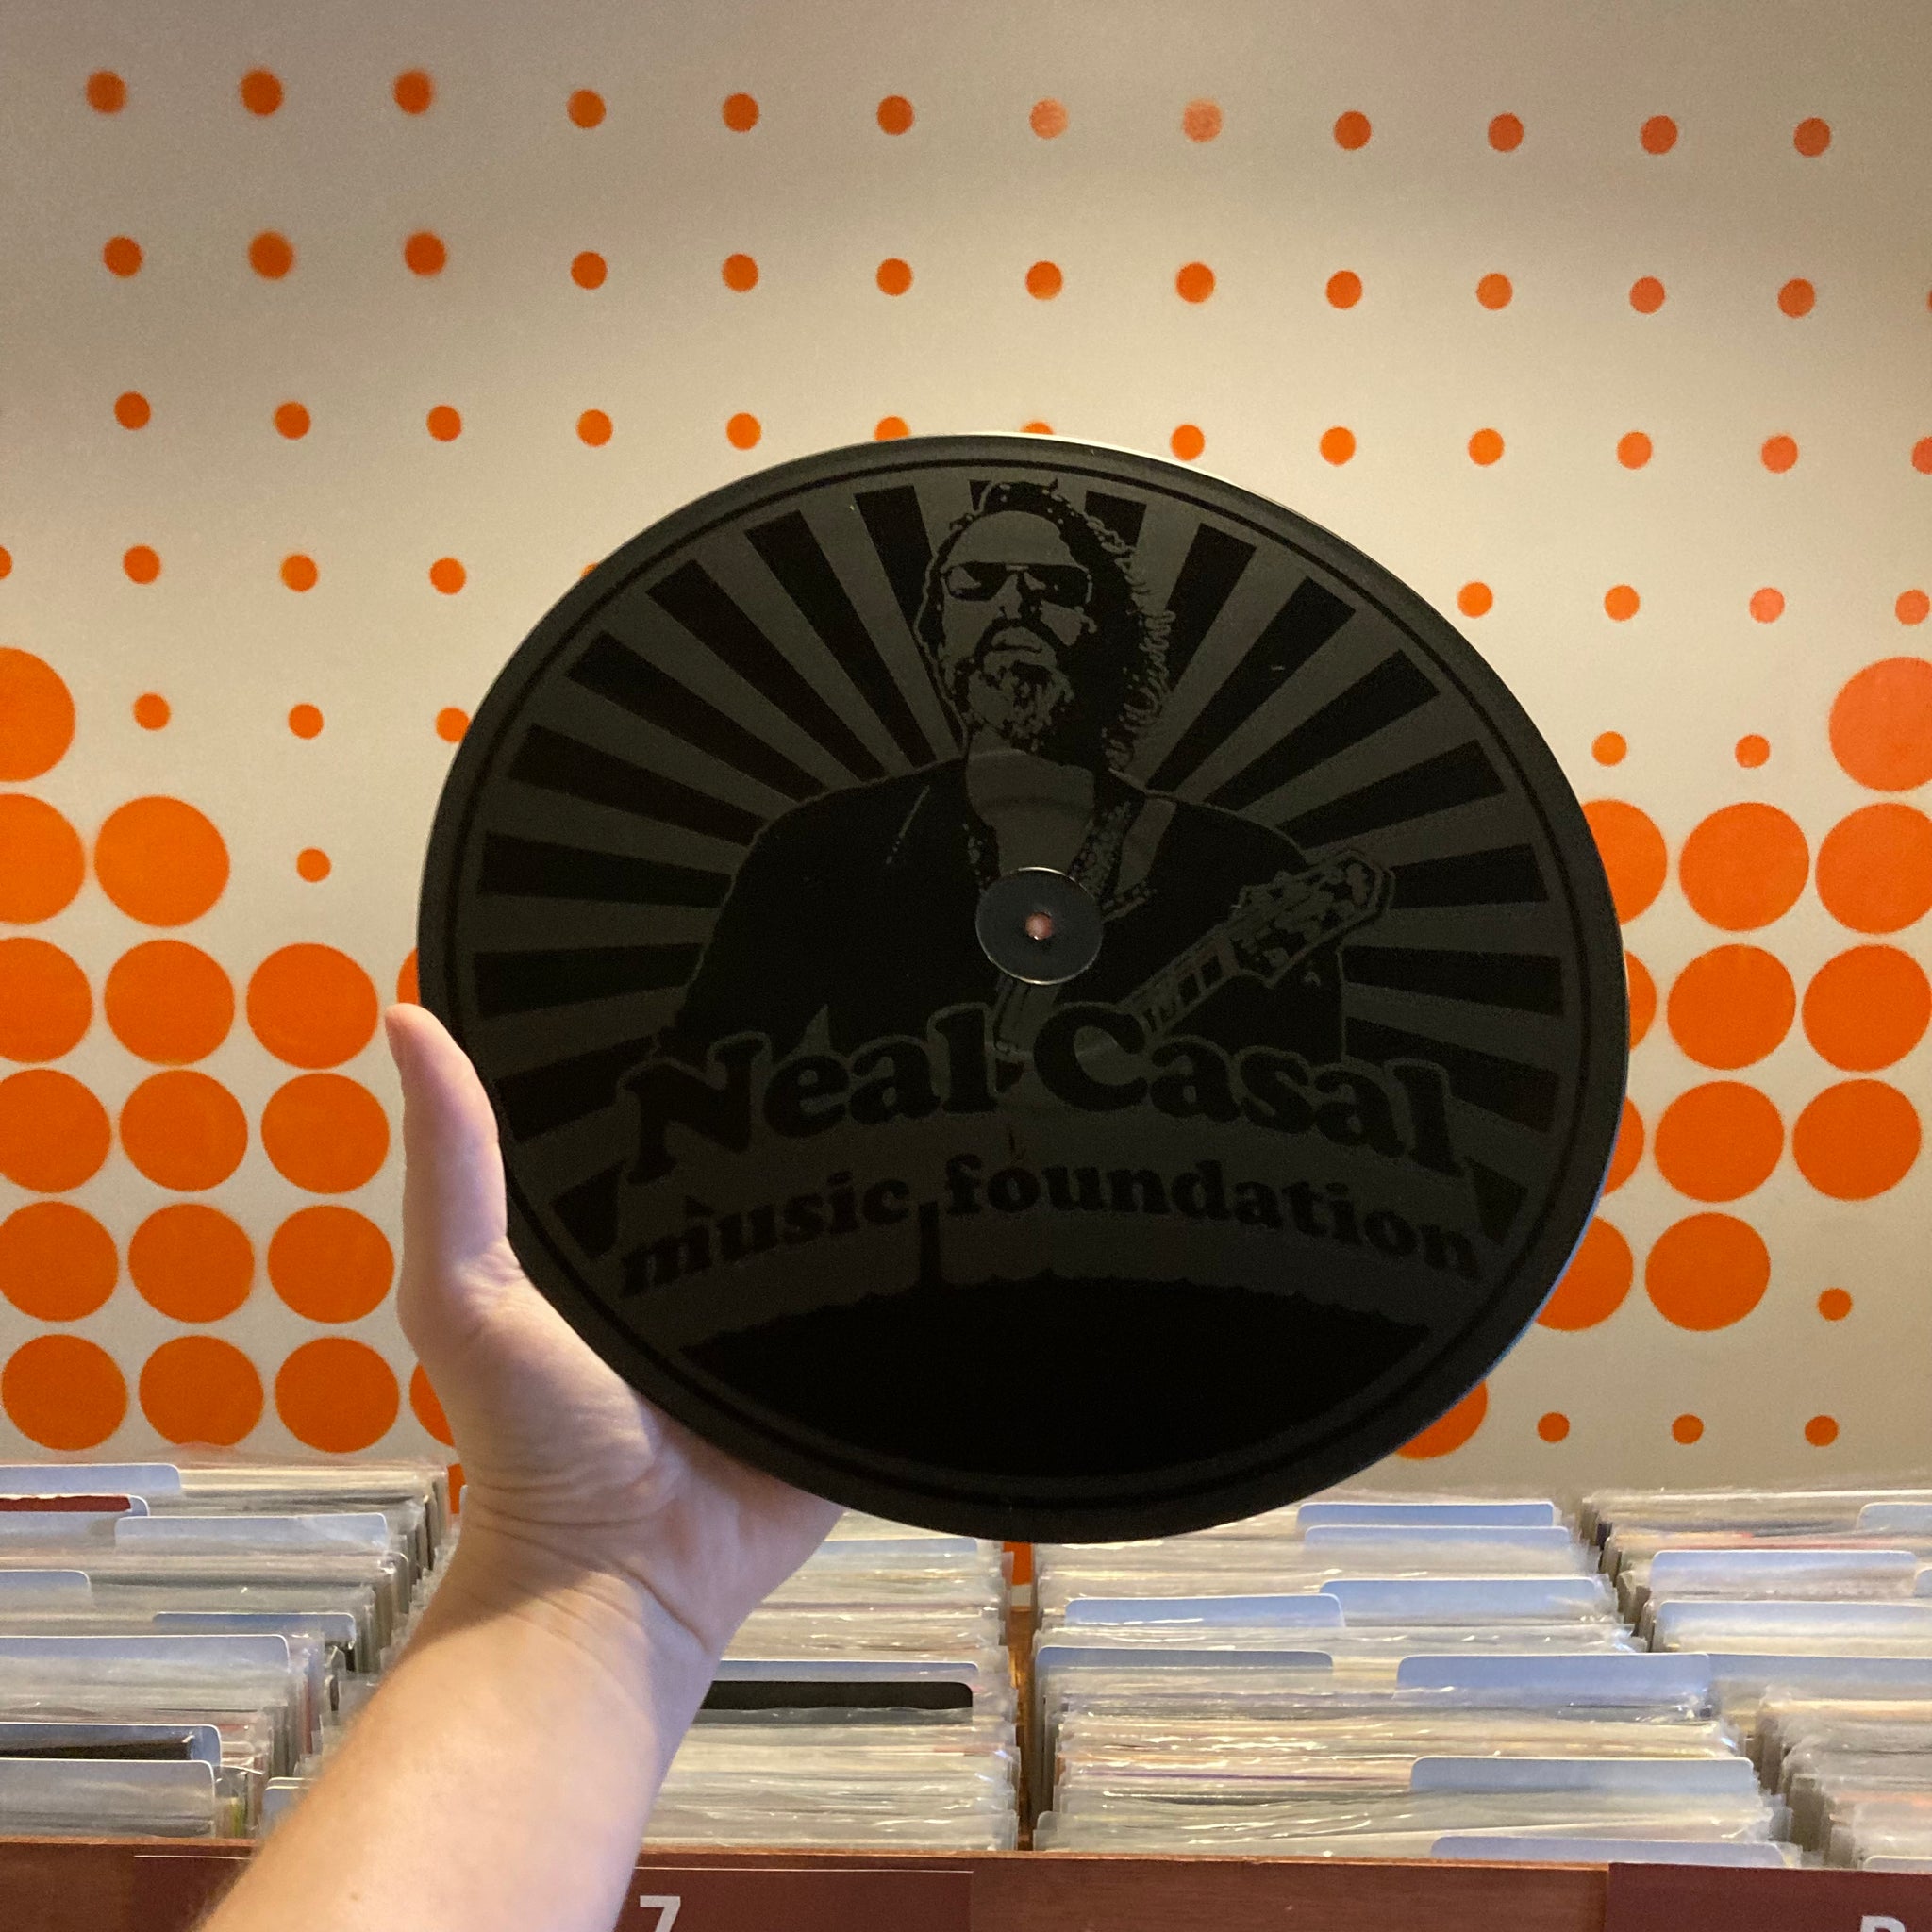 Neal Casal
music foundation
Z